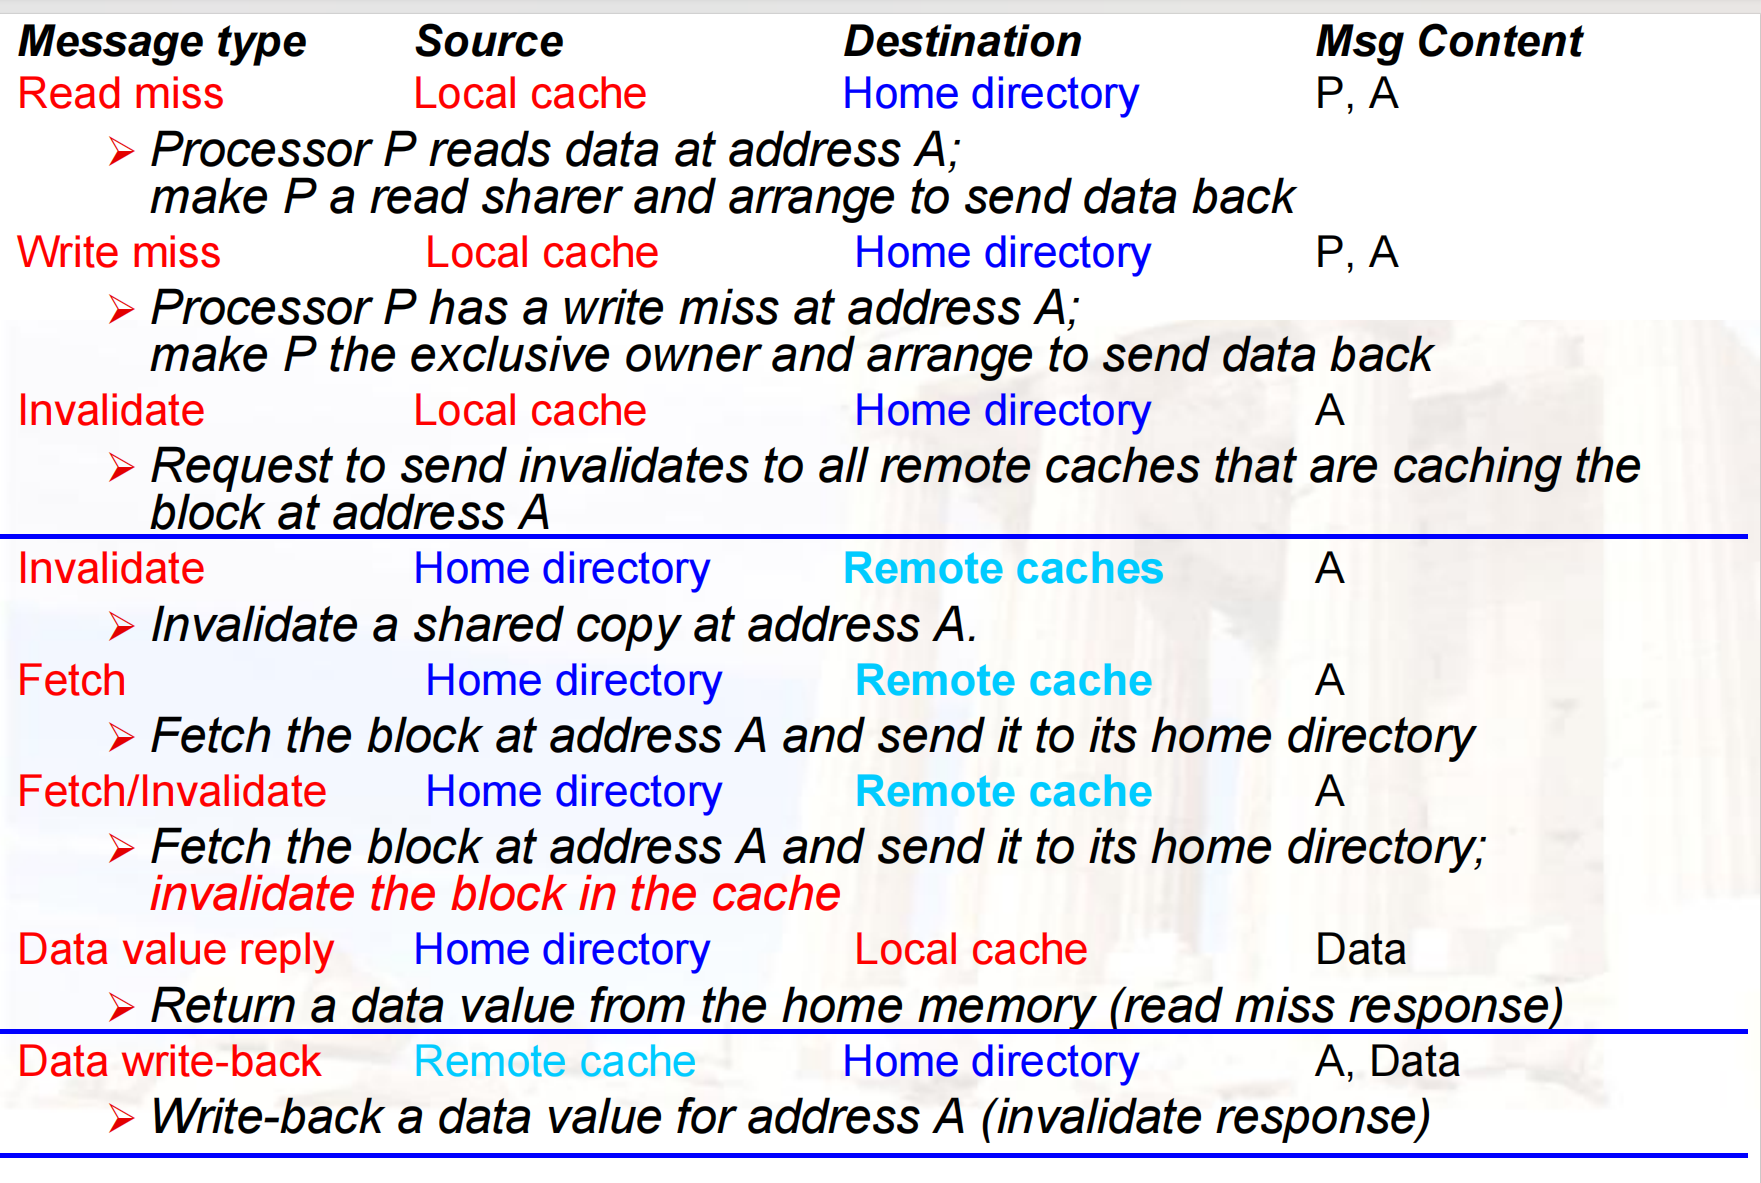 Message type Source Destination Msg Content
Read miss Local cache Home directory P, A
➢ Processor P reads data at address A;
make P a read sharer and arrange to send data back
Write miss Local cache Home directory P, A
➢ Processor P has a write miss at address A;
make P the exclusive owner and arrange to send data back
Invalidate Local cache Home directory A
➢ Request to send invalidates to all remote caches that are caching the
block at address A
Invalidate Home directory Remote caches A
➢ Invalidate a shared copy at address A.
Fetch Home directory Remote cache A
➢ Fetch the block at address A and send it to its home directory
Fetch/Invalidate Home directory Remote cache A
➢ Fetch the block at address A and send it to its home directory;
invalidate the block in the cache
Data value reply Home directory Local cache Data
➢ Return a data value from the home memory (read miss response)
Data write-back Remote cache Home directory A, Data
➢ Write-back a data value for address A (invalidate response)